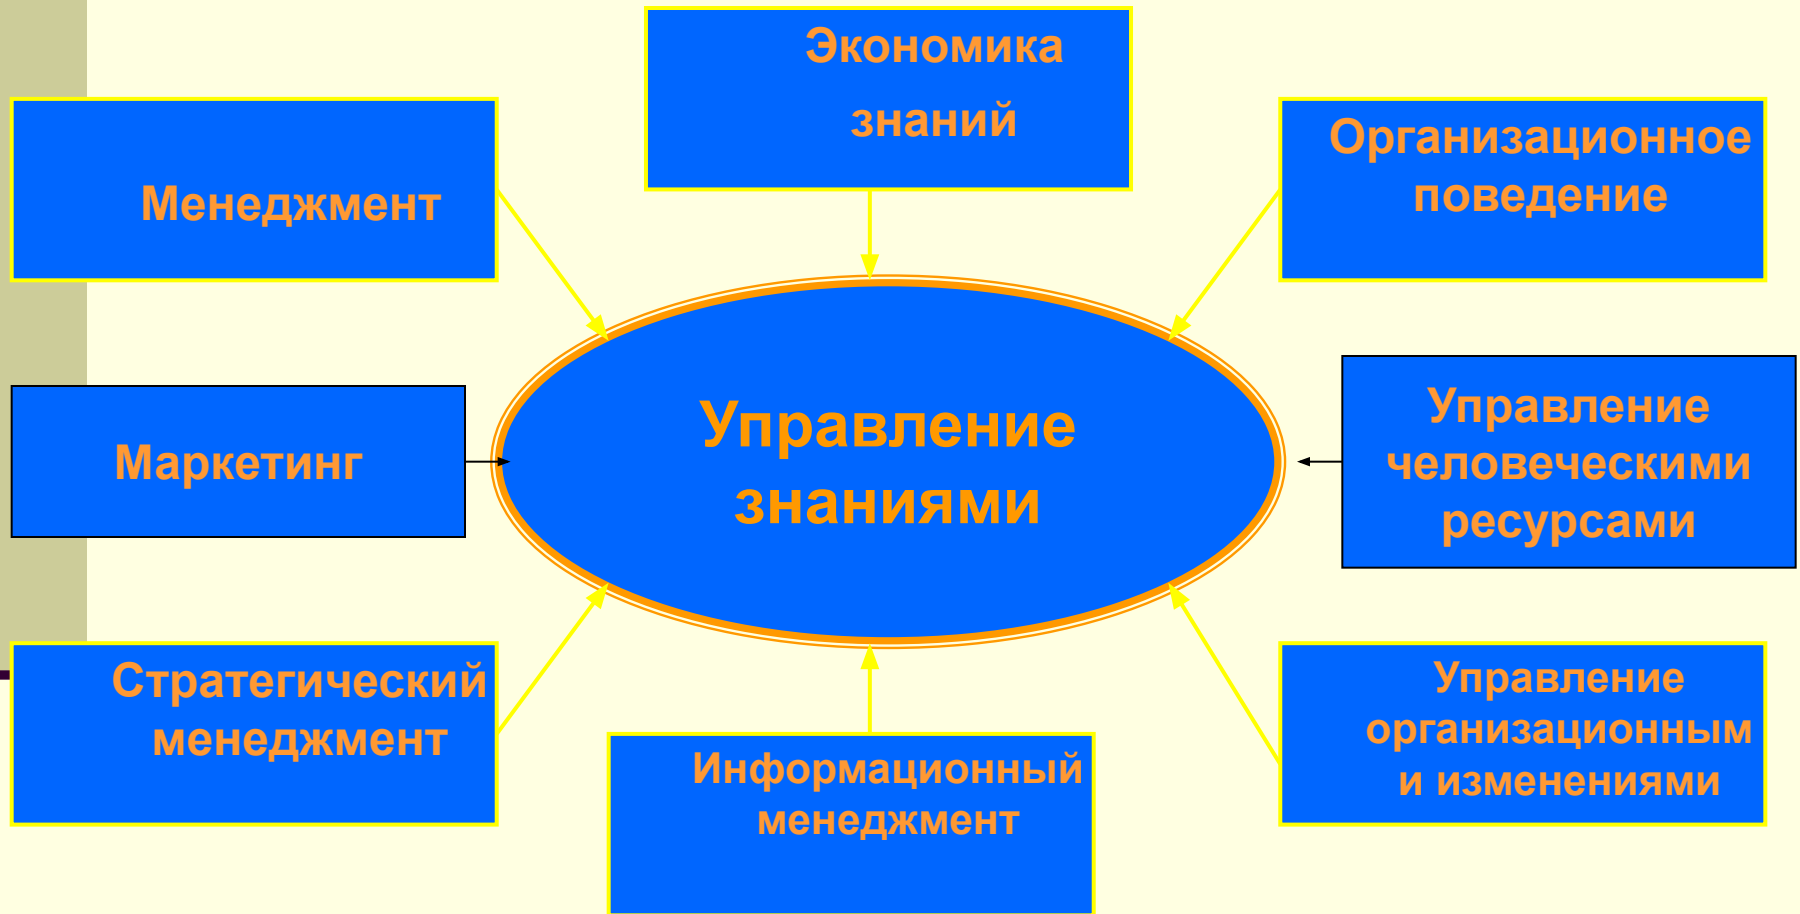 Экономика
знаний
Менеджмент
Организационное
поведение
Маркетинг
Управление
знаниями
Управление
человеческими
ресурсами
Стратегический
менеджмент
Информационный
менеджмент
Управление
организационным
и изменениями